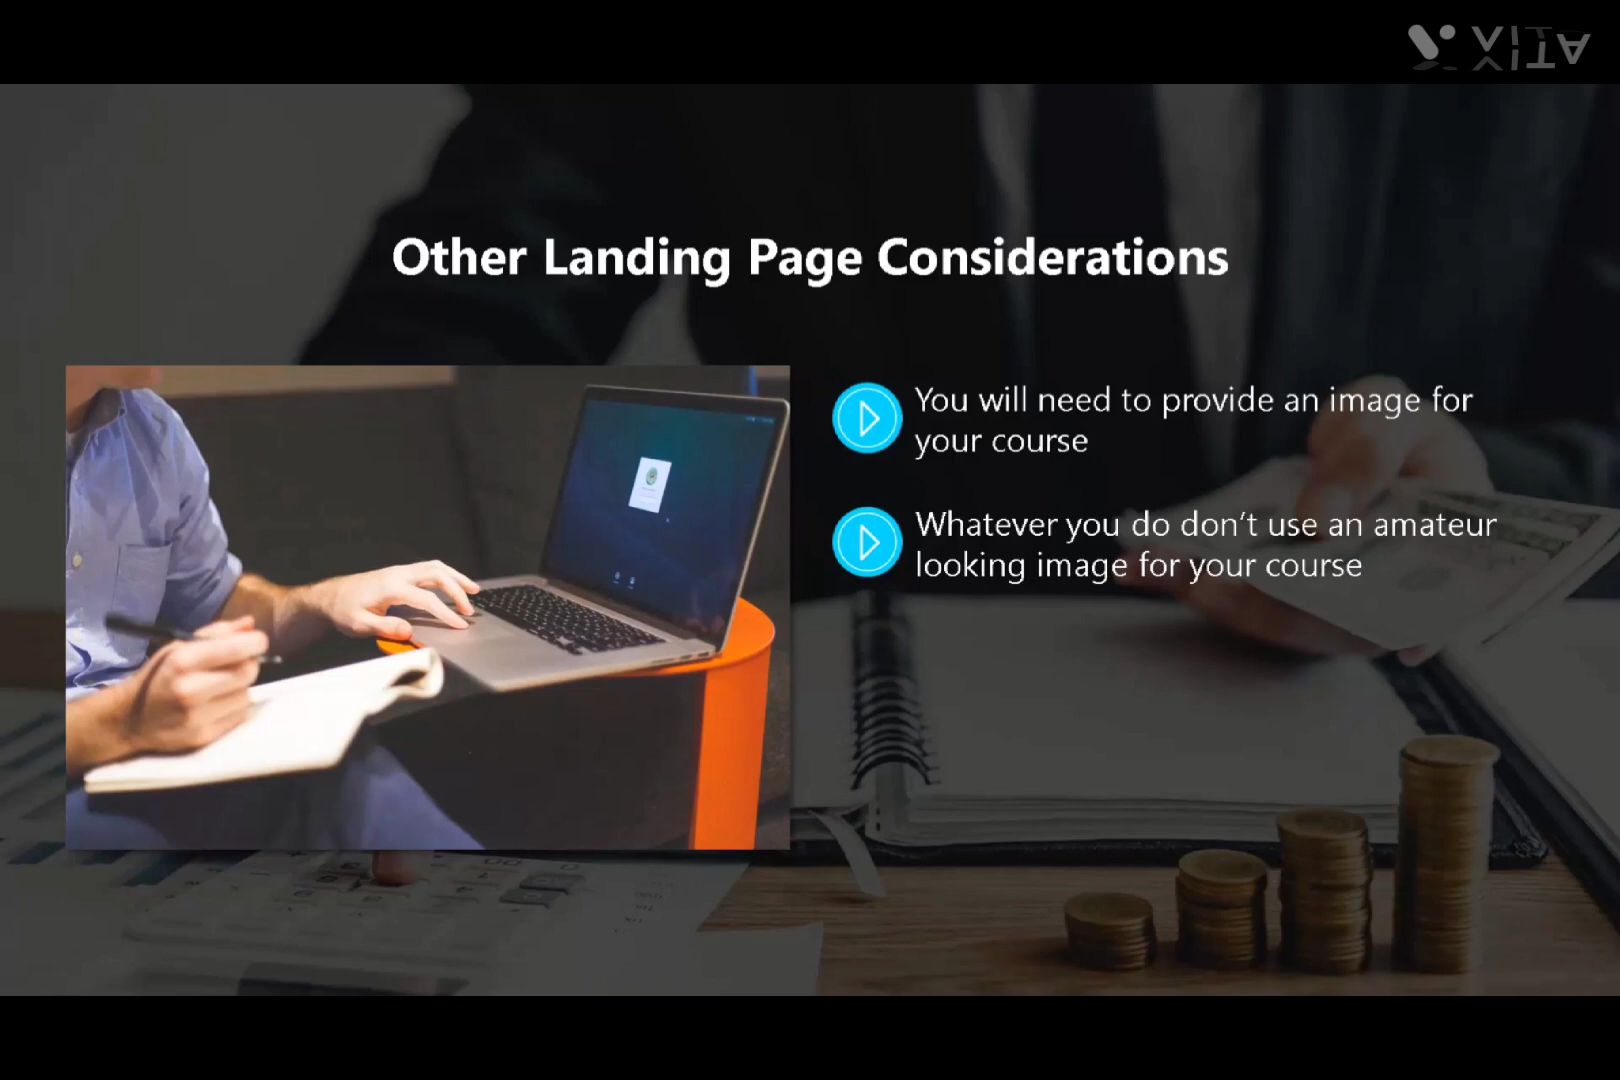 VITA
Other Landing Page Considerations
You will need to provide an image for
your course
Whatever you do don't use an amateur
looking image for your course